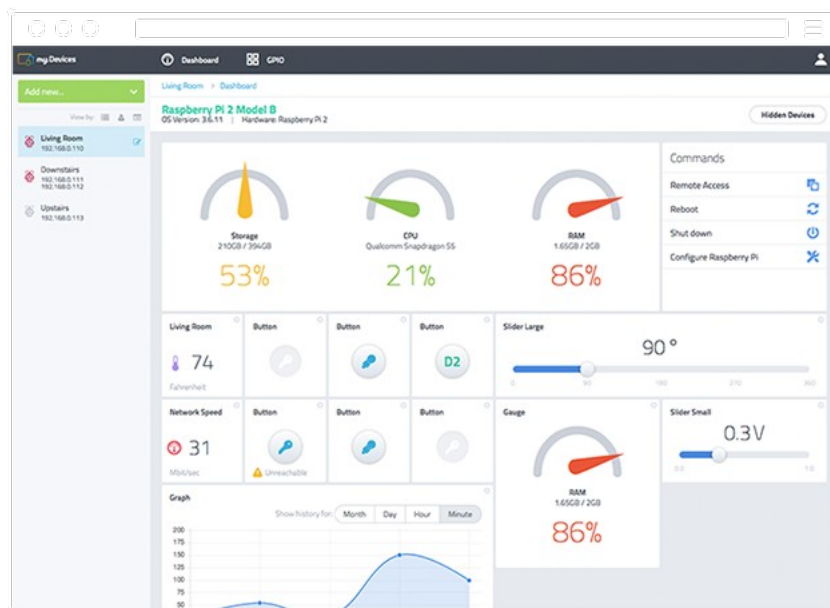 my Devices
Dashboard
GPIO
Add new...
View by:
Living Room
192.168.0.110
Downstairs
192.168.0.111
192.168.0.112
Upstairs
192.168.0.113
Living Room > Dashboard
Raspberry Pi 2 Model B
OS Version: 3.6.11 | Hardware: Raspberry Pi 2
Hidden Devices
Storage
210GB / 394GB
53%
CPU
Qualcomm Snapdragon S5
21%
RAM
1.65GB / 2GB
86%
Commands
Remote Access
Reboot
Shut down
Configure Raspberry Pi
Living Room
74
Fahrenheit
Button
Button
Button
D2
Slider Large
90°
0 90 180 270 360
Network Speed
31
Mbit/sec
Button
Unreachable
Button
Button
Gauge
RAM
1.65GB / 2GB
86%
Slider Small
0.3V
0.0 1.0
Graph
Show history for: Month Day Hour Minute
200
175
150
125
100
75
50